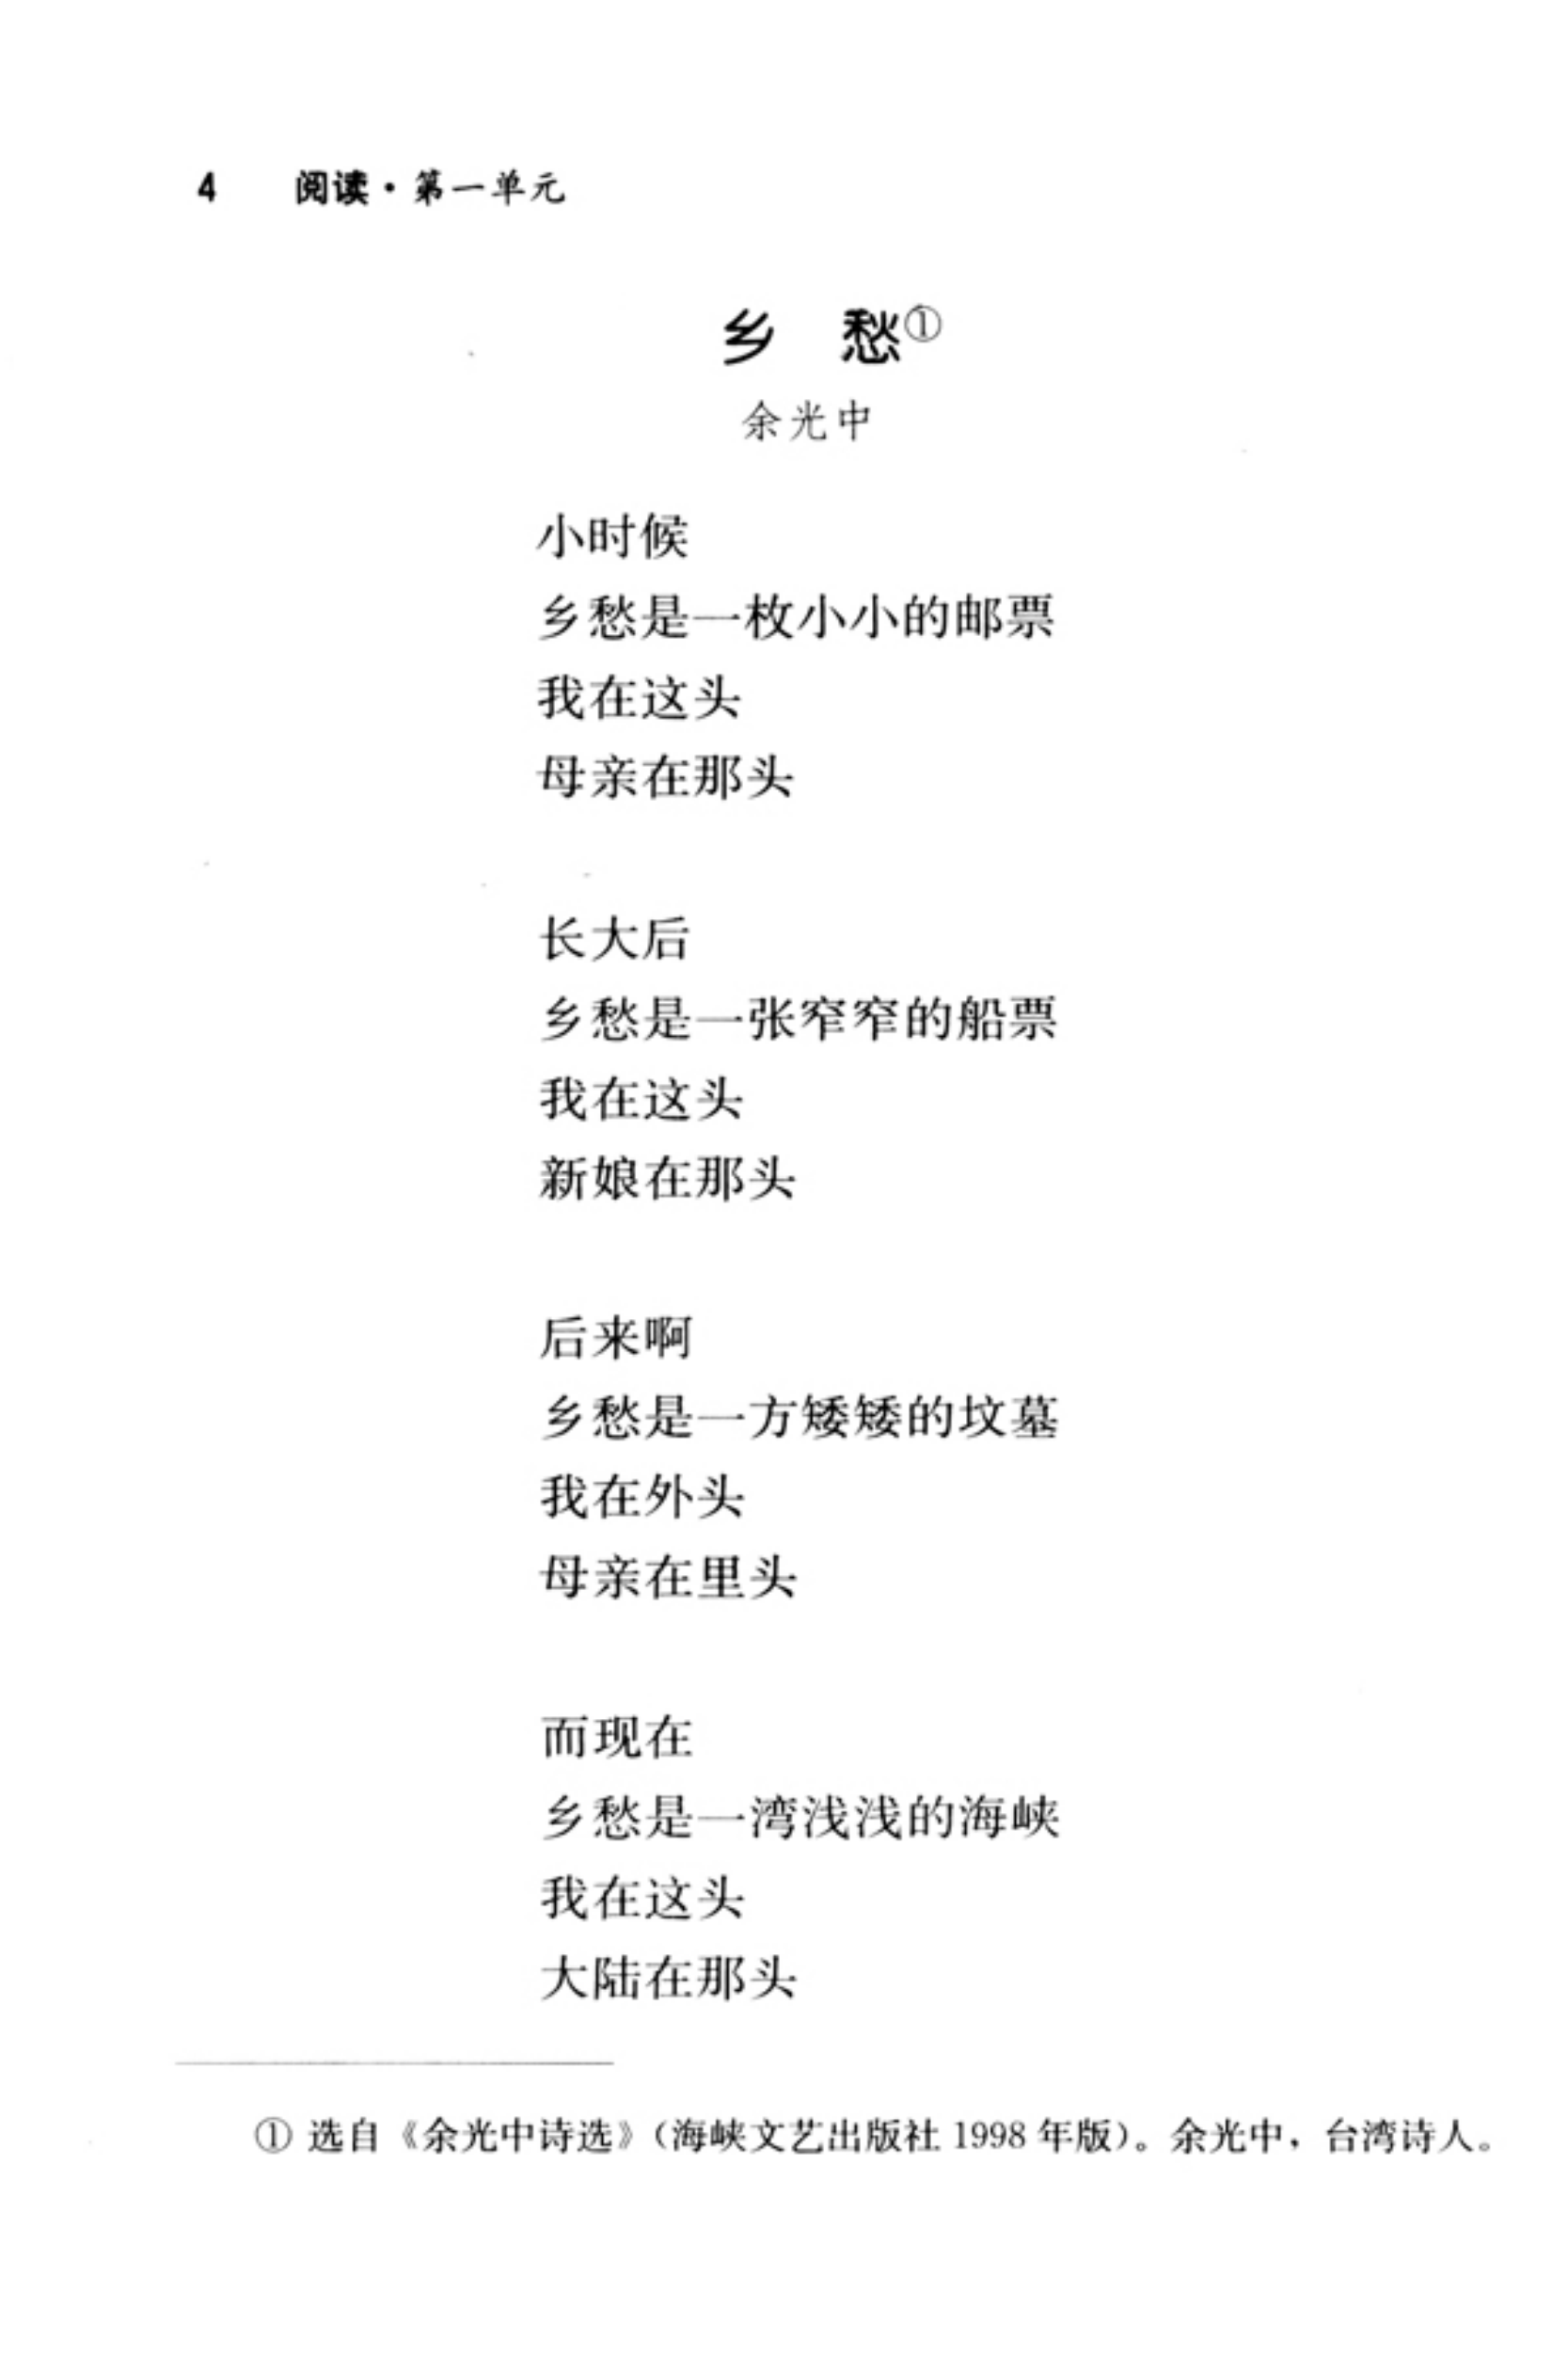 4 阅读·第一单元
乡 愁①
余光中
小时候
乡愁是一枚小小的邮票
我在这头
母亲在那头
长大后
乡愁是一张窄窄的船票
我在这头
新娘在那头
后来啊
乡愁是一方矮矮的坟墓
我在外头
母亲在里头
而现在
乡愁是一湾浅浅的海峡
我在这头
大陆在那头
① 选自《余光中诗选》(海峡文艺出版社 1998 年版)。余光中，台湾诗人。